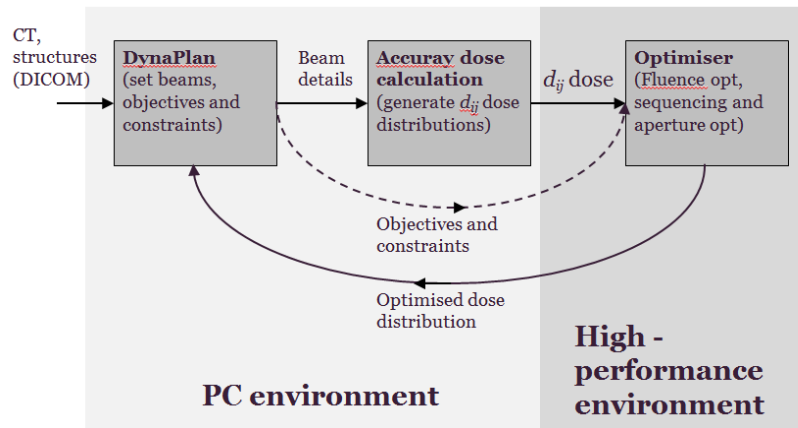 CT,
structures
(DICOM)
DynaPlan
(set beams,
objectives and
constraints)
Beam
details
Accuray dose
calculation
(generate dij dose
distributions)
dij dose
Optimiser
(Fluence opt,
sequencing and
aperture opt)
Objectives and
constraints
Optimised dose
distribution
PC environment
High -
performance
environment